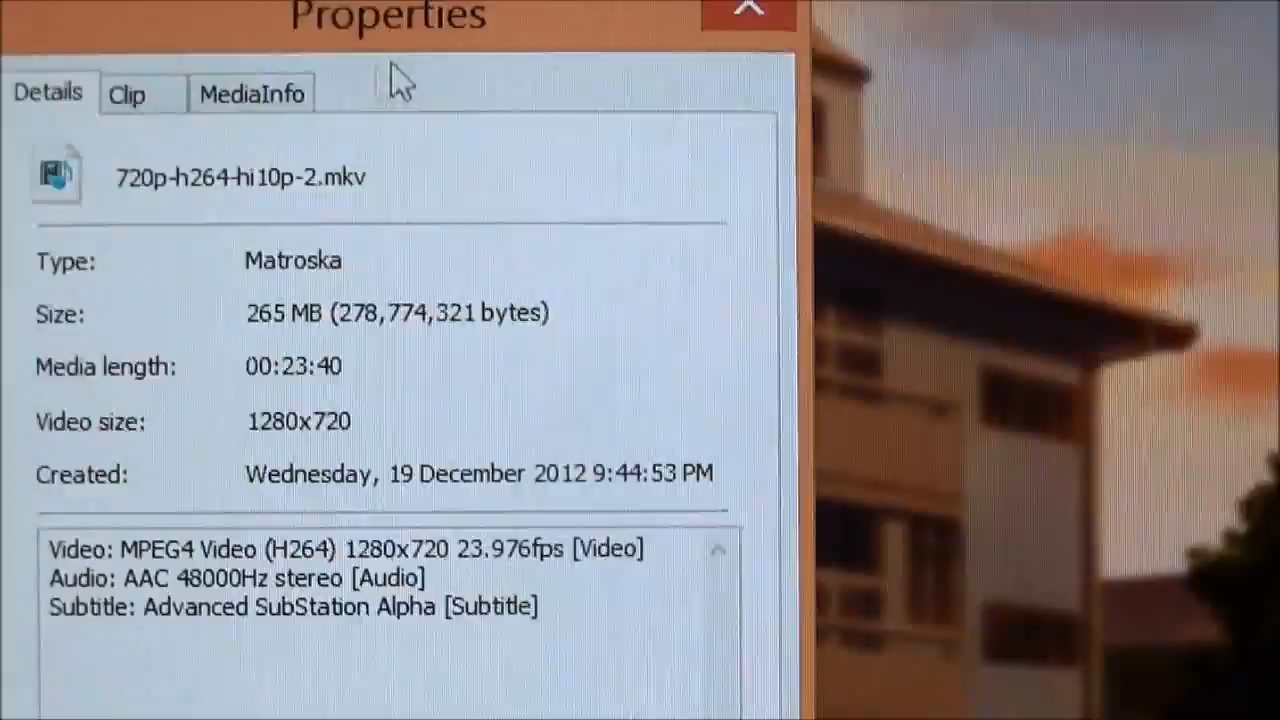 Properties
Details Clip MediaInfo
720p-h264-hi10p-2.mkv
Type: Matroska
Size: 265 MB (278,774,321 bytes)
Media length: 00:23:40
Video size: 1280x720
Created: Wednesday, 19 December 2012 9:44:53 PM
Video: MPEG4 Video (H264) 1280x720 23.976fps [Video]
Audio: AAC 48000Hz stereo [Audio]
Subtitle: Advanced SubStation Alpha [Subtitle]